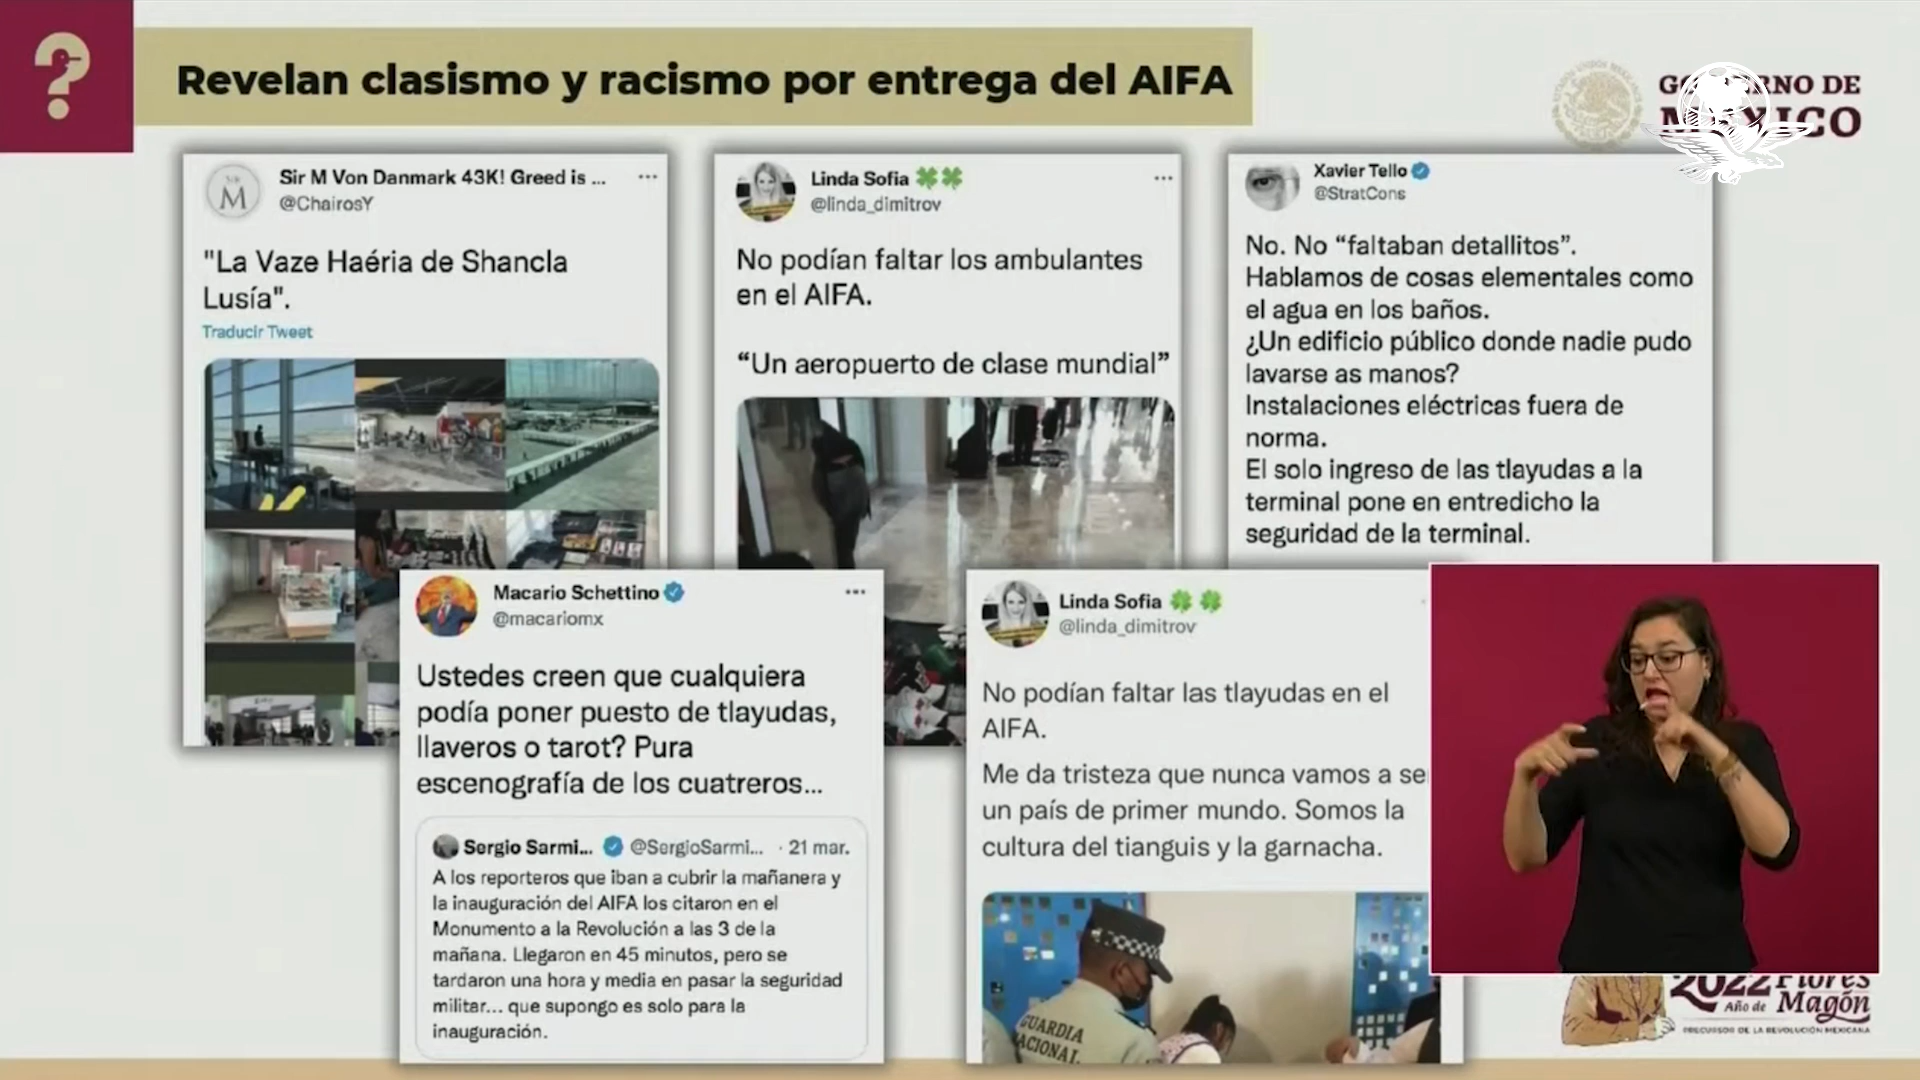 Revelan clasismo y racismo por entrega del AIFA
GOBIERNO DE
MÉXICO
Sir M Von Danmark 43K! Greed is ...
@ChairosY
"La Vaze Haéria de Shancla
Lusía".
Traducir Tweet
Linda Sofia 🍀🍀
@linda_dimitrov
No podían faltar los ambulantes
en el AIFA.
“Un aeropuerto de clase mundial”
Xavier Tello
@StratCons
No. No “faltaban detallitos”.
Hablamos de cosas elementales como
el agua en los baños.
¿Un edificio público donde nadie pudo
lavarse as manos?
Instalaciones eléctricas fuera de
norma.
El solo ingreso de las tlayudas a la
terminal pone en entredicho la
seguridad de la terminal.
Macario Schettino
@macariomx
Ustedes creen que cualquiera
podía poner puesto de tlayudas,
llaveros o tarot? Pura
escenografía de los cuatreros...
Sergio Sarmi... @SergioSarmi... · 21 mar.
A los reporteros que iban a cubrir la mañanera y
la inauguración del AIFA los citaron en el
Monumento a la Revolución a las 3 de la
mañana. Llegaron en 45 minutos, pero se
tardaron una hora y media en pasar la seguridad
militar... que supongo es solo para la
inauguración.
Linda Sofia 🍀🍀
@linda_dimitrov
No podían faltar las tlayudas en el
AIFA.
Me da tristeza que nunca vamos a se
un país de primer mundo. Somos la
cultura del tianguis y la garnacha.
GUARDIA
NACIONAL
2022 Flores
Año de Magón
PRECURSOR DE LA REVOLUCIÓN MEXICANA